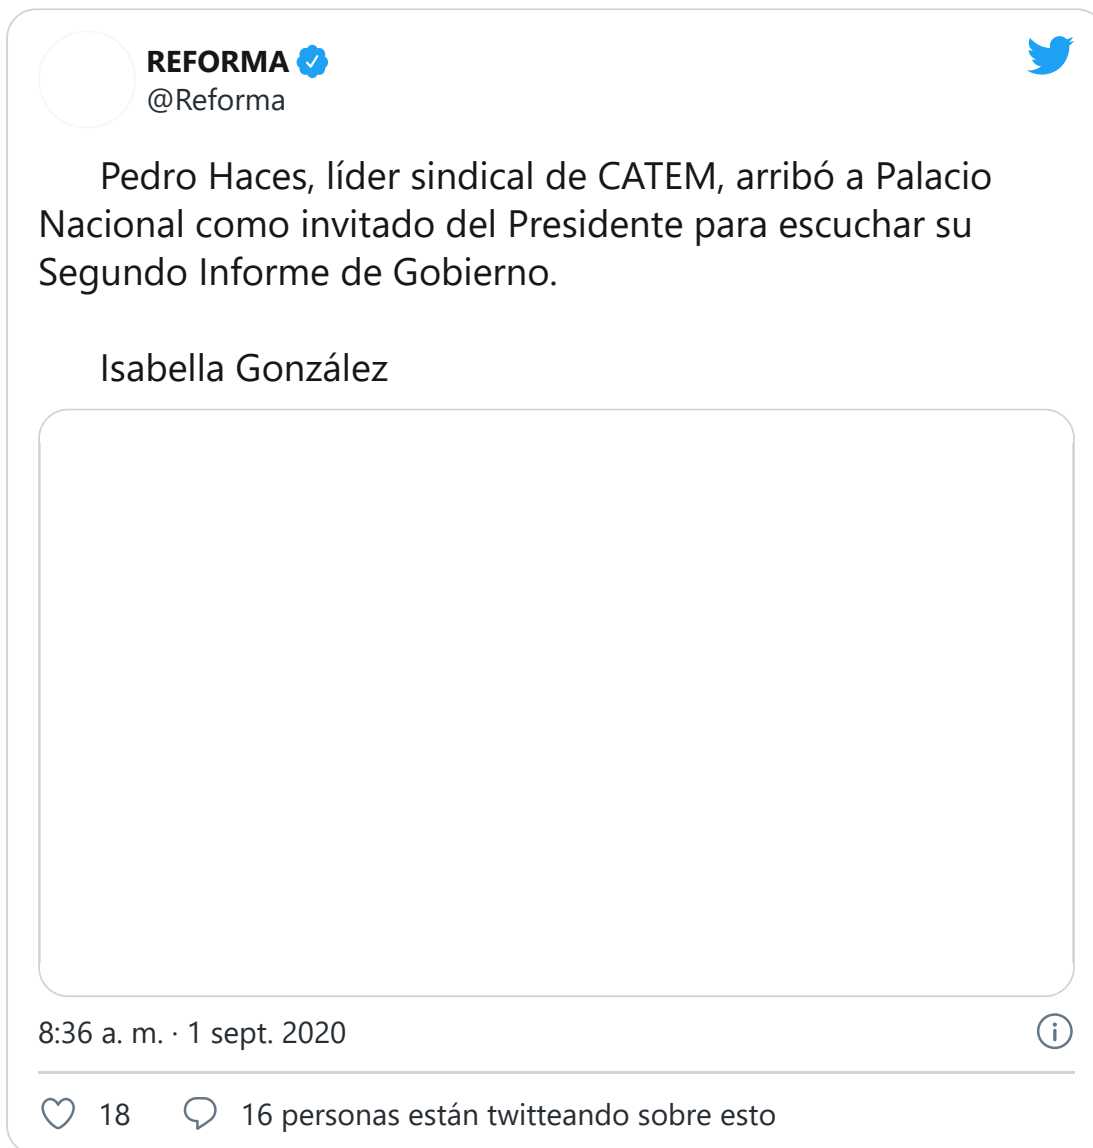 REFORMA
@Reforma
Pedro Haces, líder sindical de CATEM, arribó a Palacio
Nacional como invitado del Presidente para escuchar su
Segundo Informe de Gobierno.
Isabella González
8:36 a. m. · 1 sept. 2020
18 16 personas están twitteando sobre esto